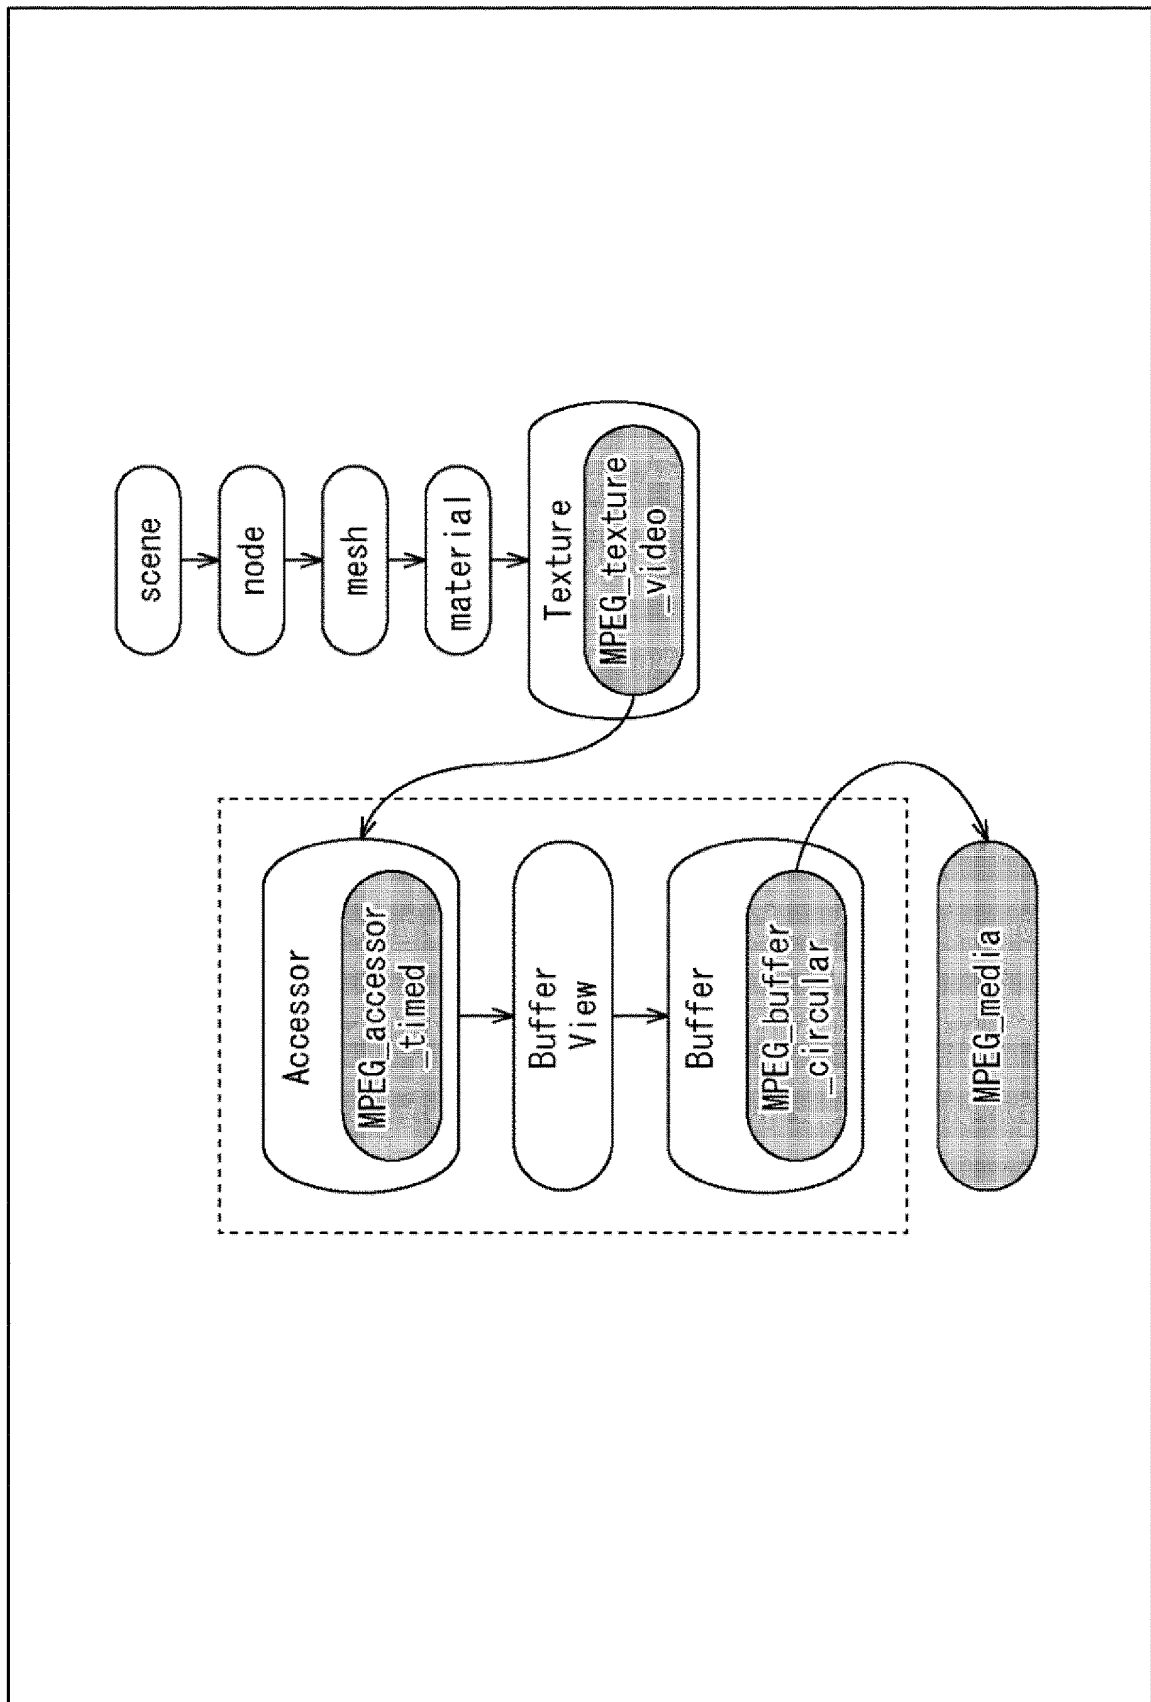 scene
node
mesh
material
Texture
MPEG_texture
_video
Accessor
MPEG_accessor
_timed
Buffer
View
Buffer
MPEG_buffer
_circular
MPEG_media